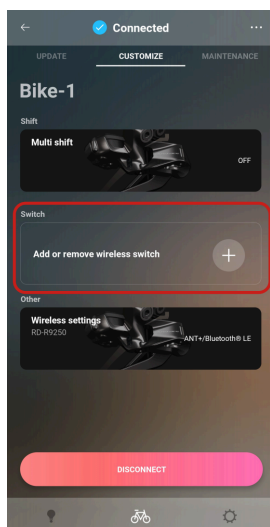 Connected
UPDATE CUSTOMIZE MAINTENANCE
Bike-1
Shift
Multi shift
OFF
Switch
Add or remove wireless switch
Other
Wireless settings
RD-R9250
ANT+/Bluetooth® LE
DISCONNECT